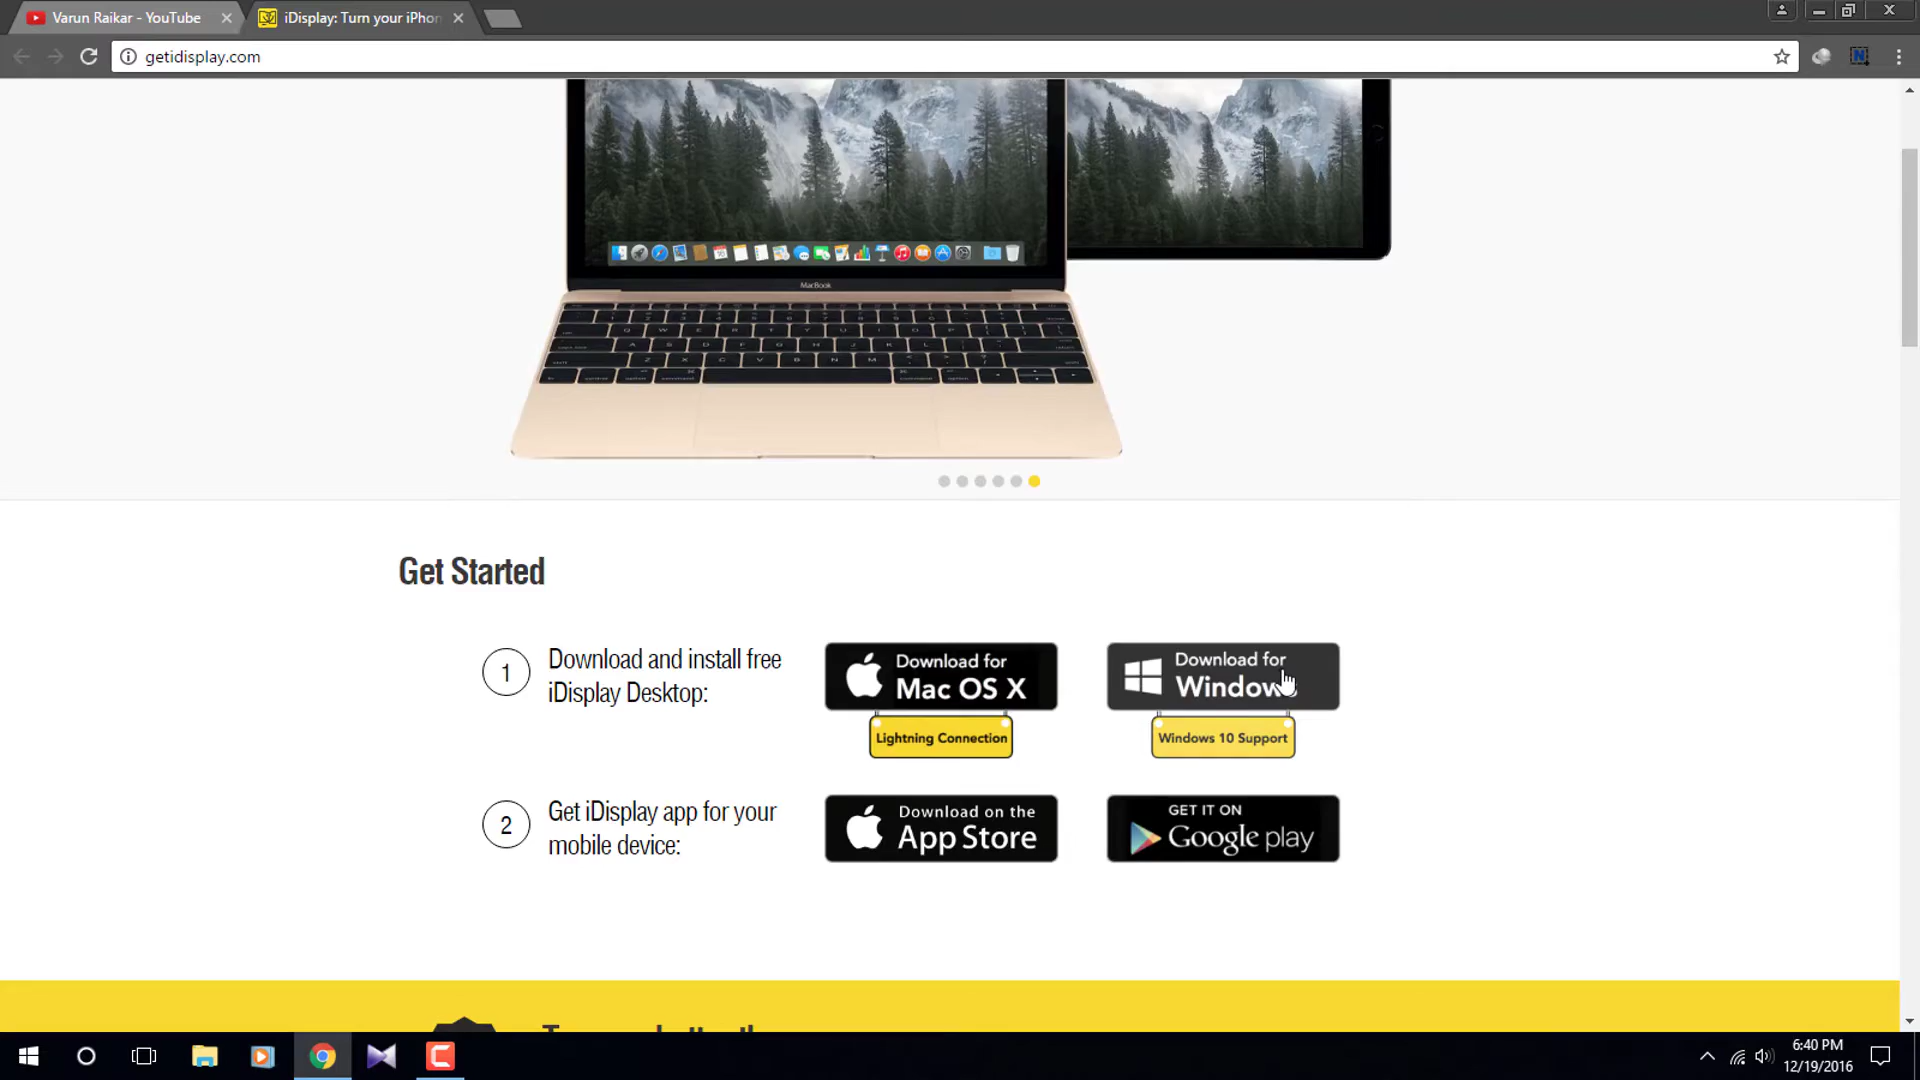 Varun Raikar - YouTube
iDisplay: Turn your iPhon
getidisplay.com
MacBook
Get Started
1
Download and install free
iDisplay Desktop:
Download for
Mac OS X
Lightning Connection
Download for
Windows
Windows 10 Support
2
Get iDisplay app for your
mobile device:
Download on the
App Store
GET IT ON
Google play
6:40 PM
12/19/2016